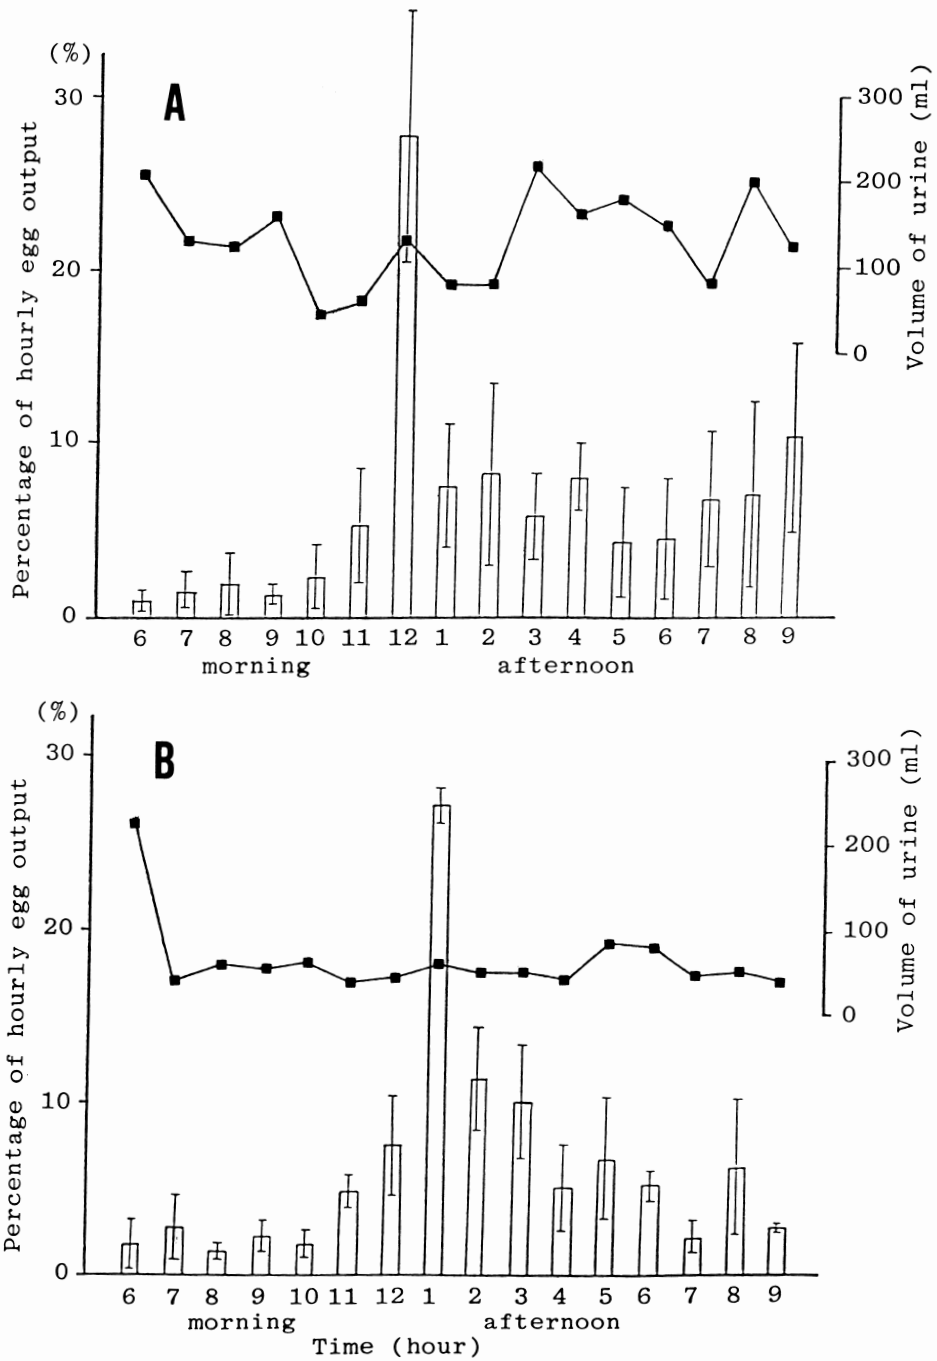 (%)
A
30
20
10
0
Percentage of hourly egg output
300
200
100
0
Volume of urine (ml)
6 7 8 9 10 11 12 1 2 3 4 5 6 7 8 9
morning afternoon
(%)
B
30
20
10
0
Percentage of hourly egg output
300
200
100
0
Volume of urine (ml)
6 7 8 9 10 11 12 1 2 3 4 5 6 7 8 9
morning afternoon
Time (hour)